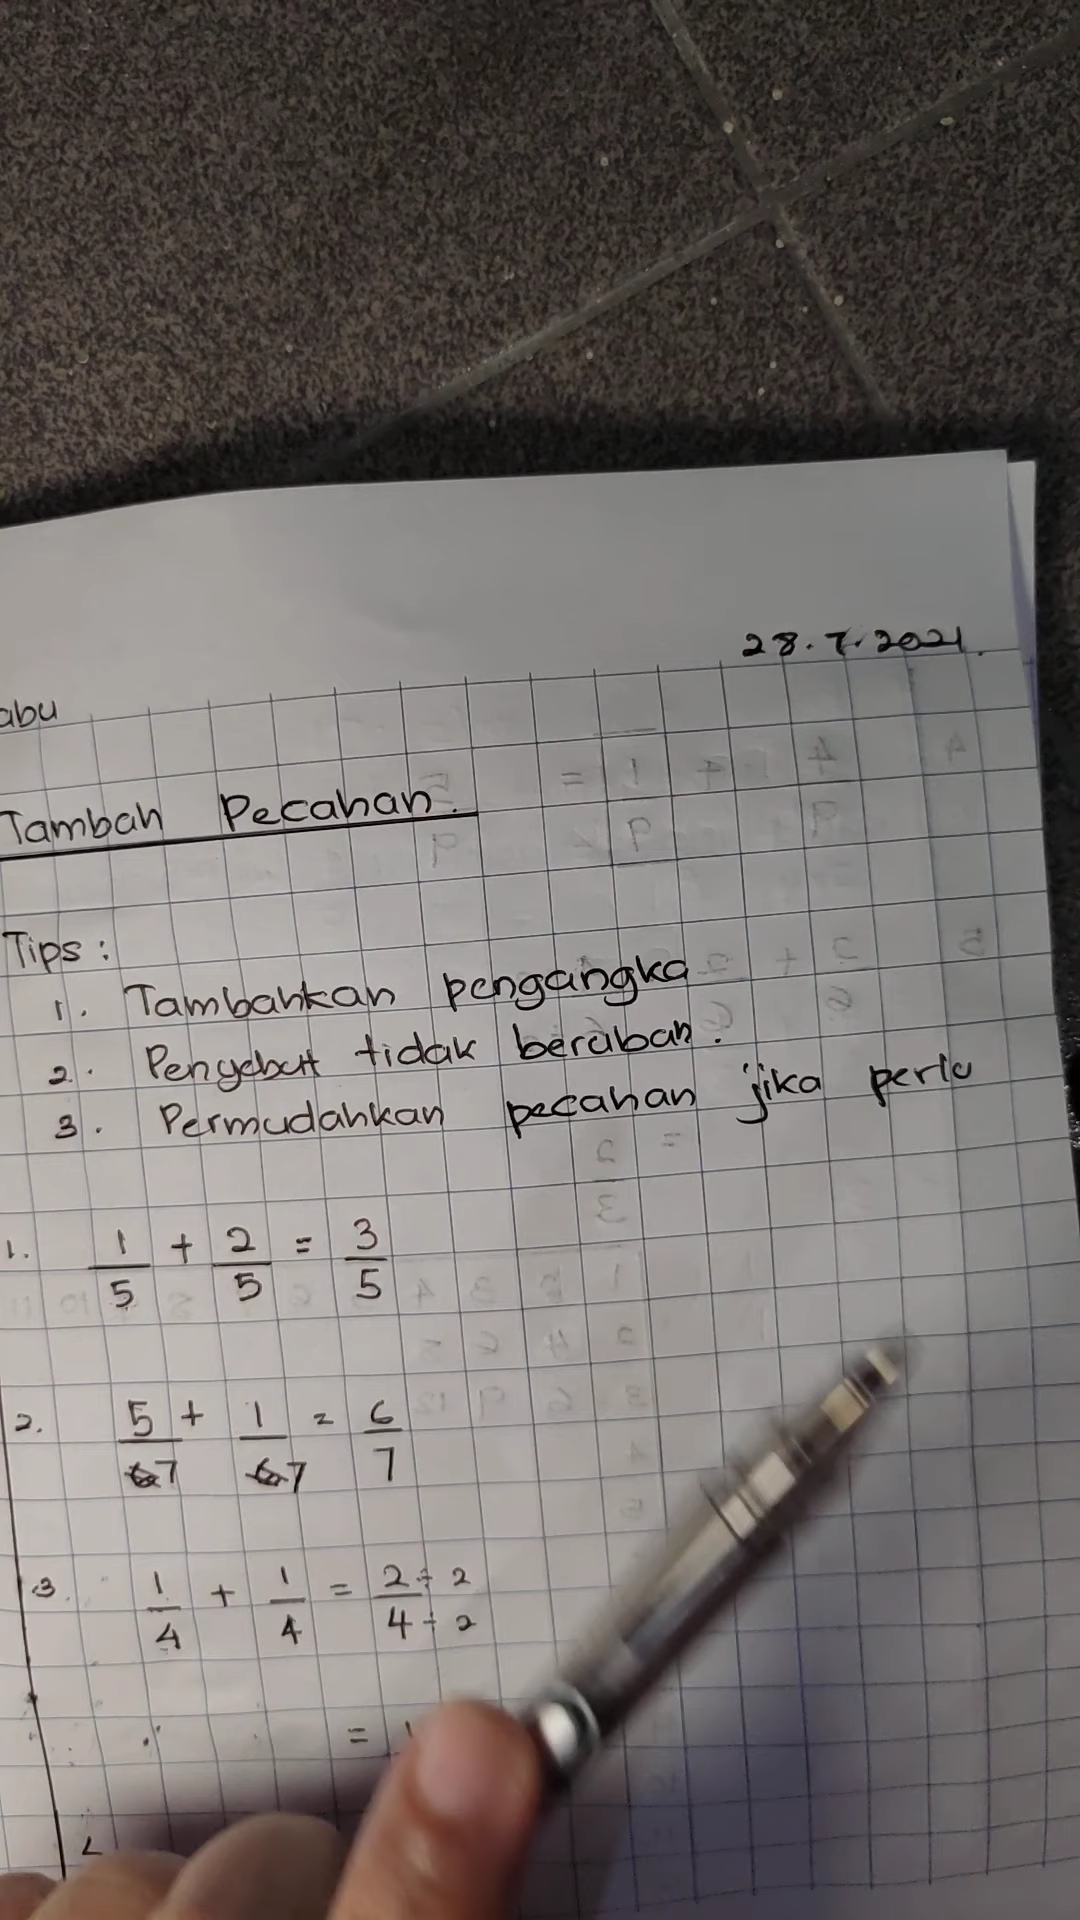 28.7.2021.
abu
Tambah Pecahan.
Tips:
1. Tambahkan pengangka
2. Penyebut tidak berubah.
3. Permudahkan pecahan jika perlu
1. 1/5 + 2/5 = 3/5
2. 5/7 + 1/7 = 6/7
3. 1/4 + 1/4 = 2÷2/4÷2
=